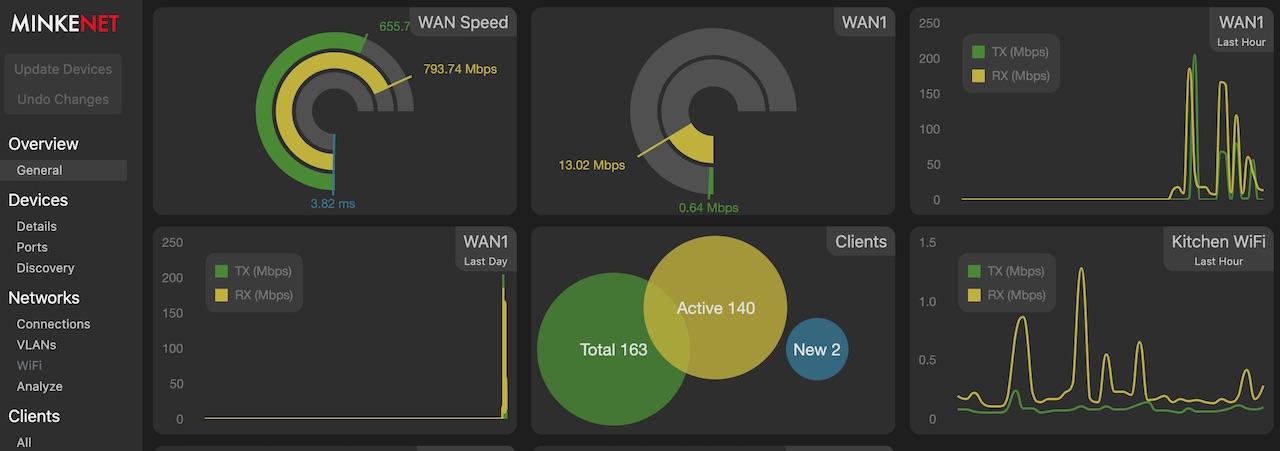 MINKENET
Update Devices
Undo Changes
Overview
General
Devices
Details
Ports
Discovery
Networks
Connections
VLANs
WiFi
Analyze
Clients
All
WAN Speed
655.7
793.74 Mbps
3.82 ms
WAN1
13.02 Mbps
0.64 Mbps
WAN1
Last Hour
TX (Mbps)
RX (Mbps)
250
200
150
100
50
0
WAN1
Last Day
TX (Mbps)
RX (Mbps)
250
200
150
100
50
0
Clients
Total 163
Active 140
New 2
Kitchen WiFi
Last Hour
TX (Mbps)
RX (Mbps)
1.5
1.0
0.5
0